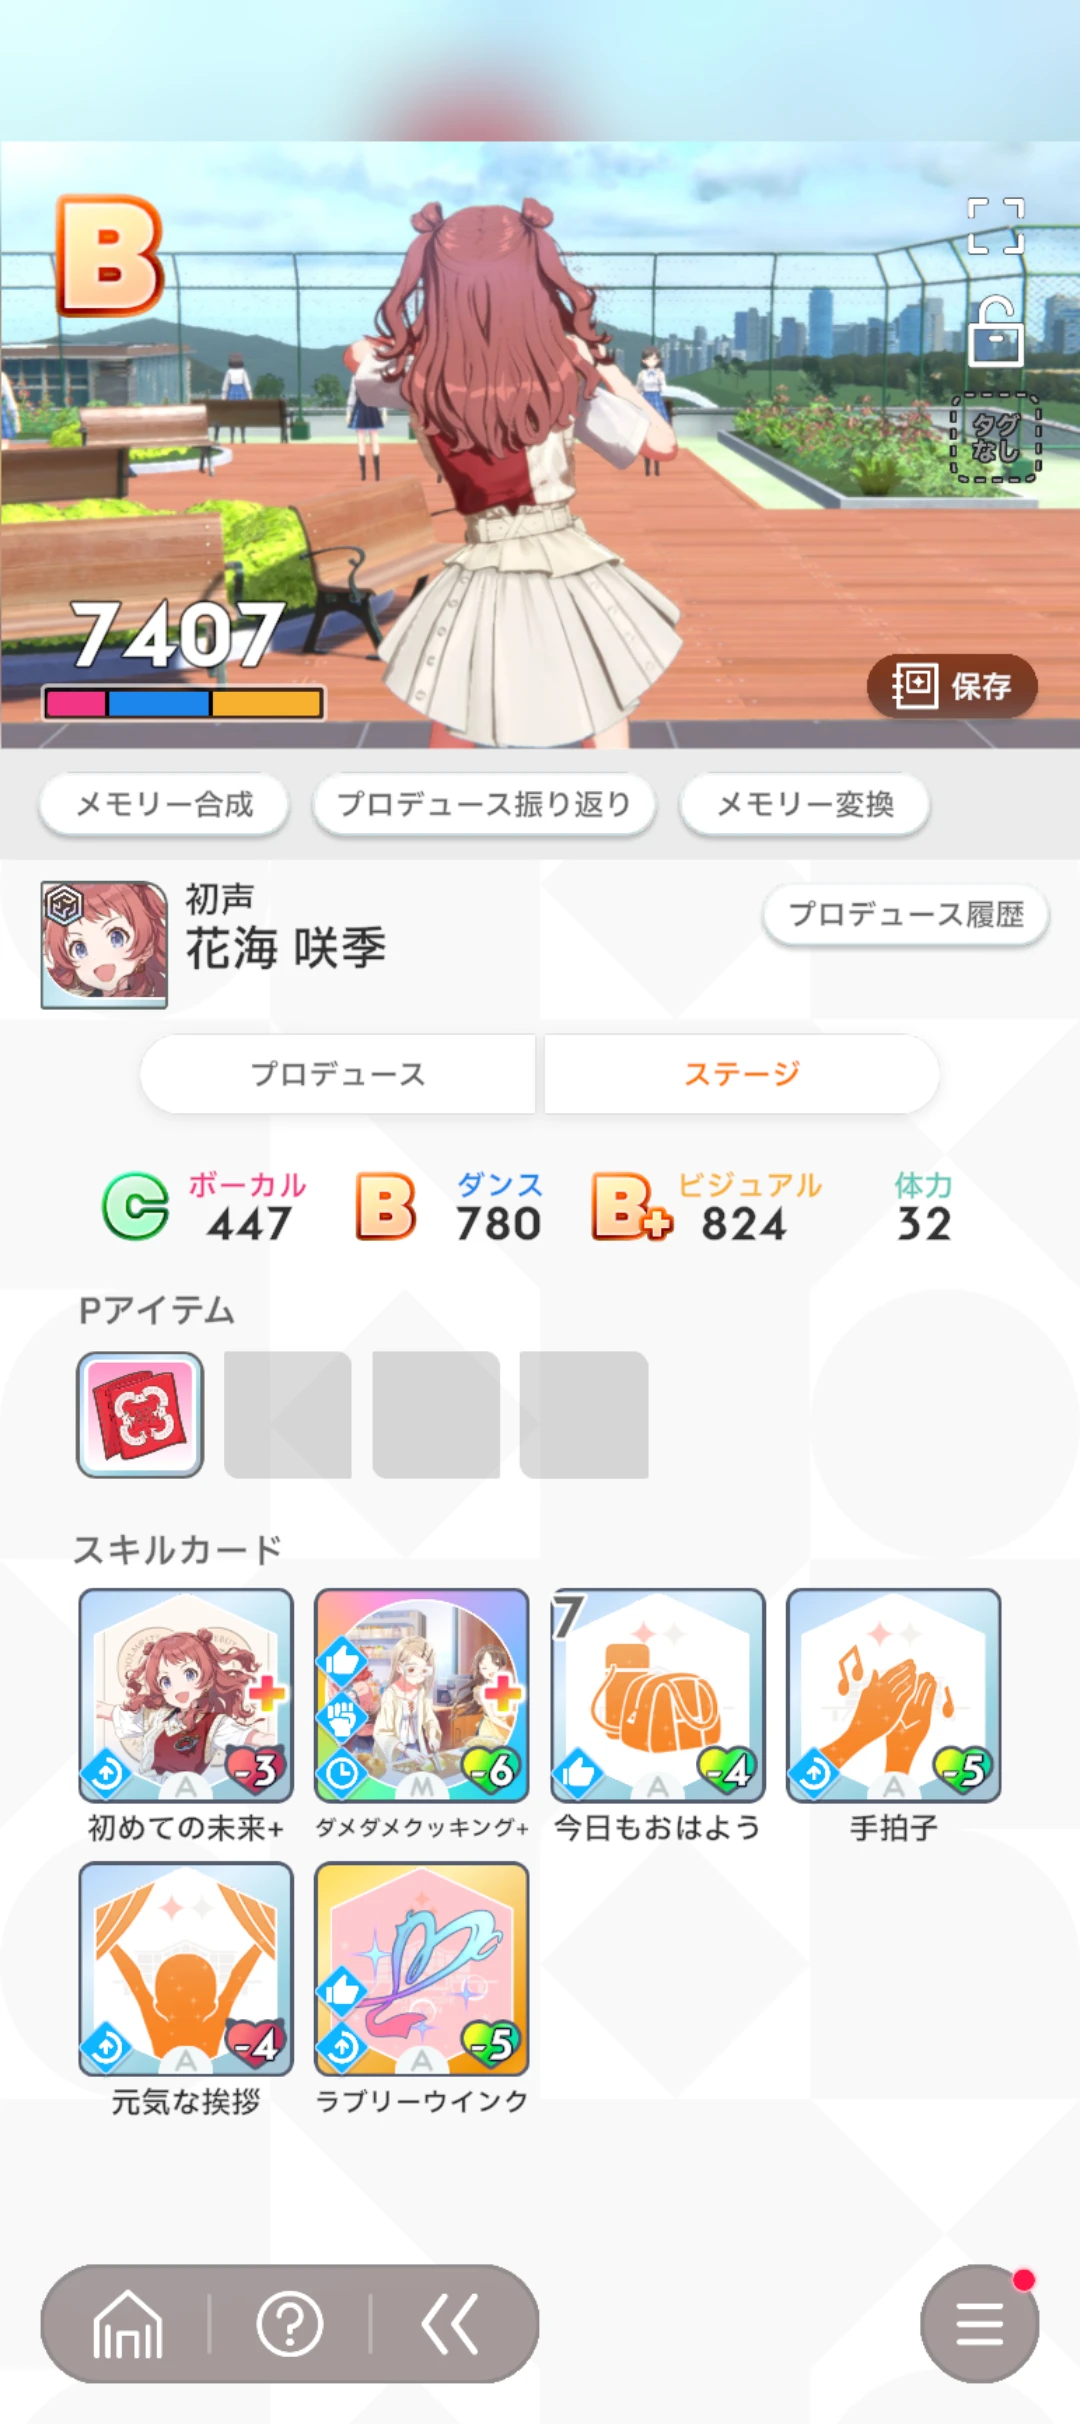 B
タグ
なし
7407
保存
メモリー合成
プロデュース振り返り
メモリー変換
初声
花海 咲季
プロデュース履歴
プロデュース
ステージ
C ボーカル 447
B ダンス 780
B+ ビジュアル 824
体力 32
Pアイテム
スキルカード
A -3
初めての未来+
M -6
ダメダメクッキング+
7 A -4
今日もおはよう
A -5
手拍子
A -4
元気な挨拶
A -5
ラブリーウインク